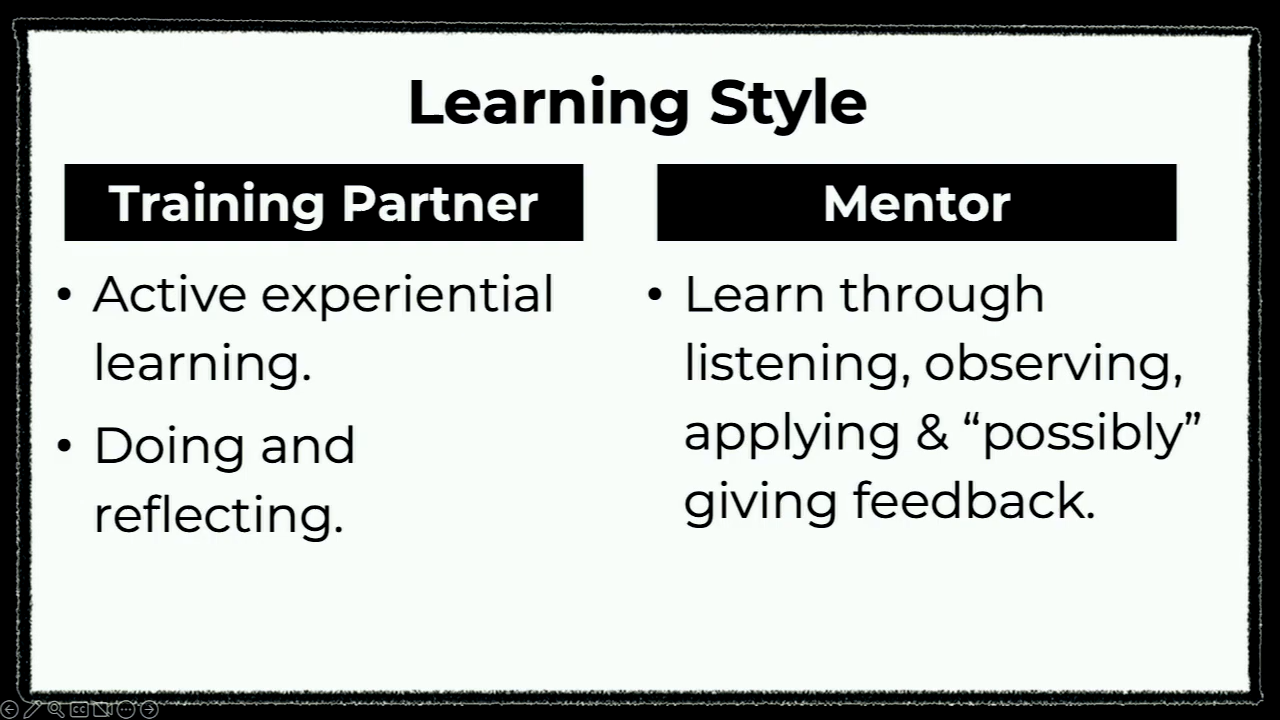 Learning Style
Training Partner
• Active experiential
learning.
• Doing and
reflecting.
Mentor
• Learn through
listening, observing,
applying & “possibly”
giving feedback.